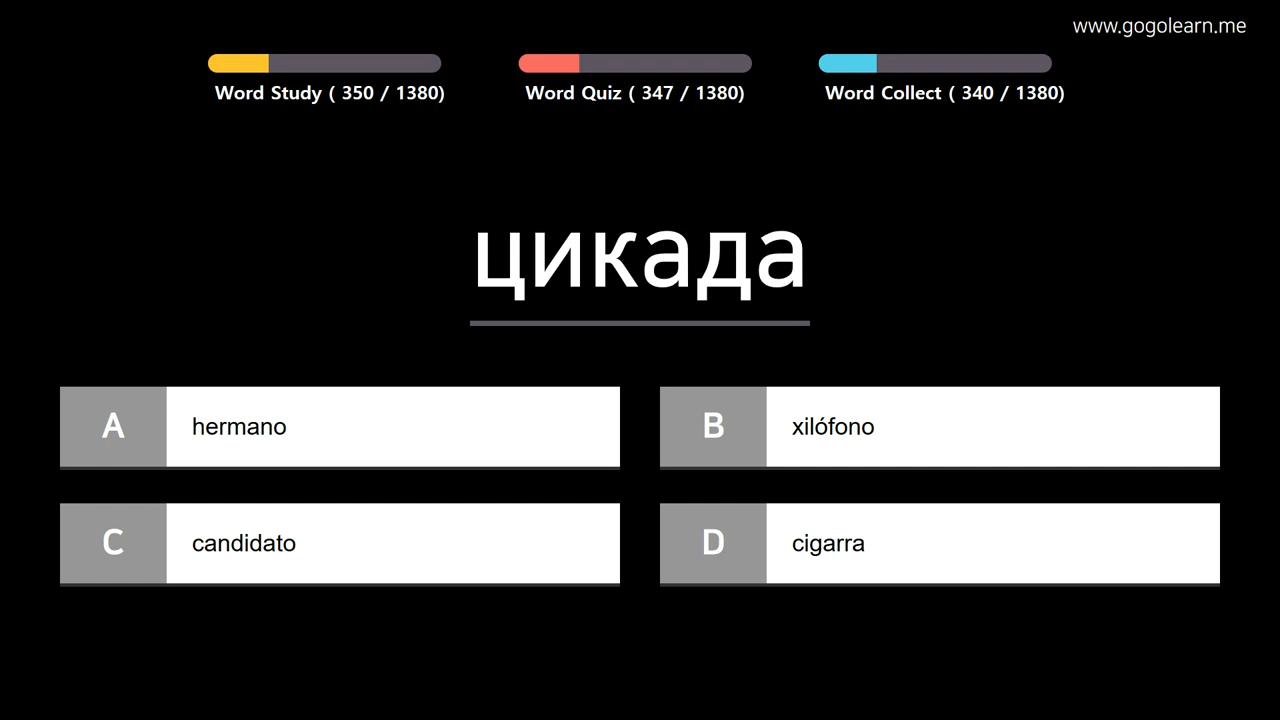 www.gogolearn.me
Word Study ( 350 / 1380)
Word Quiz ( 347 / 1380)
Word Collect ( 340 / 1380)
цикада
A hermano
B xilófono
C candidato
D cigarra